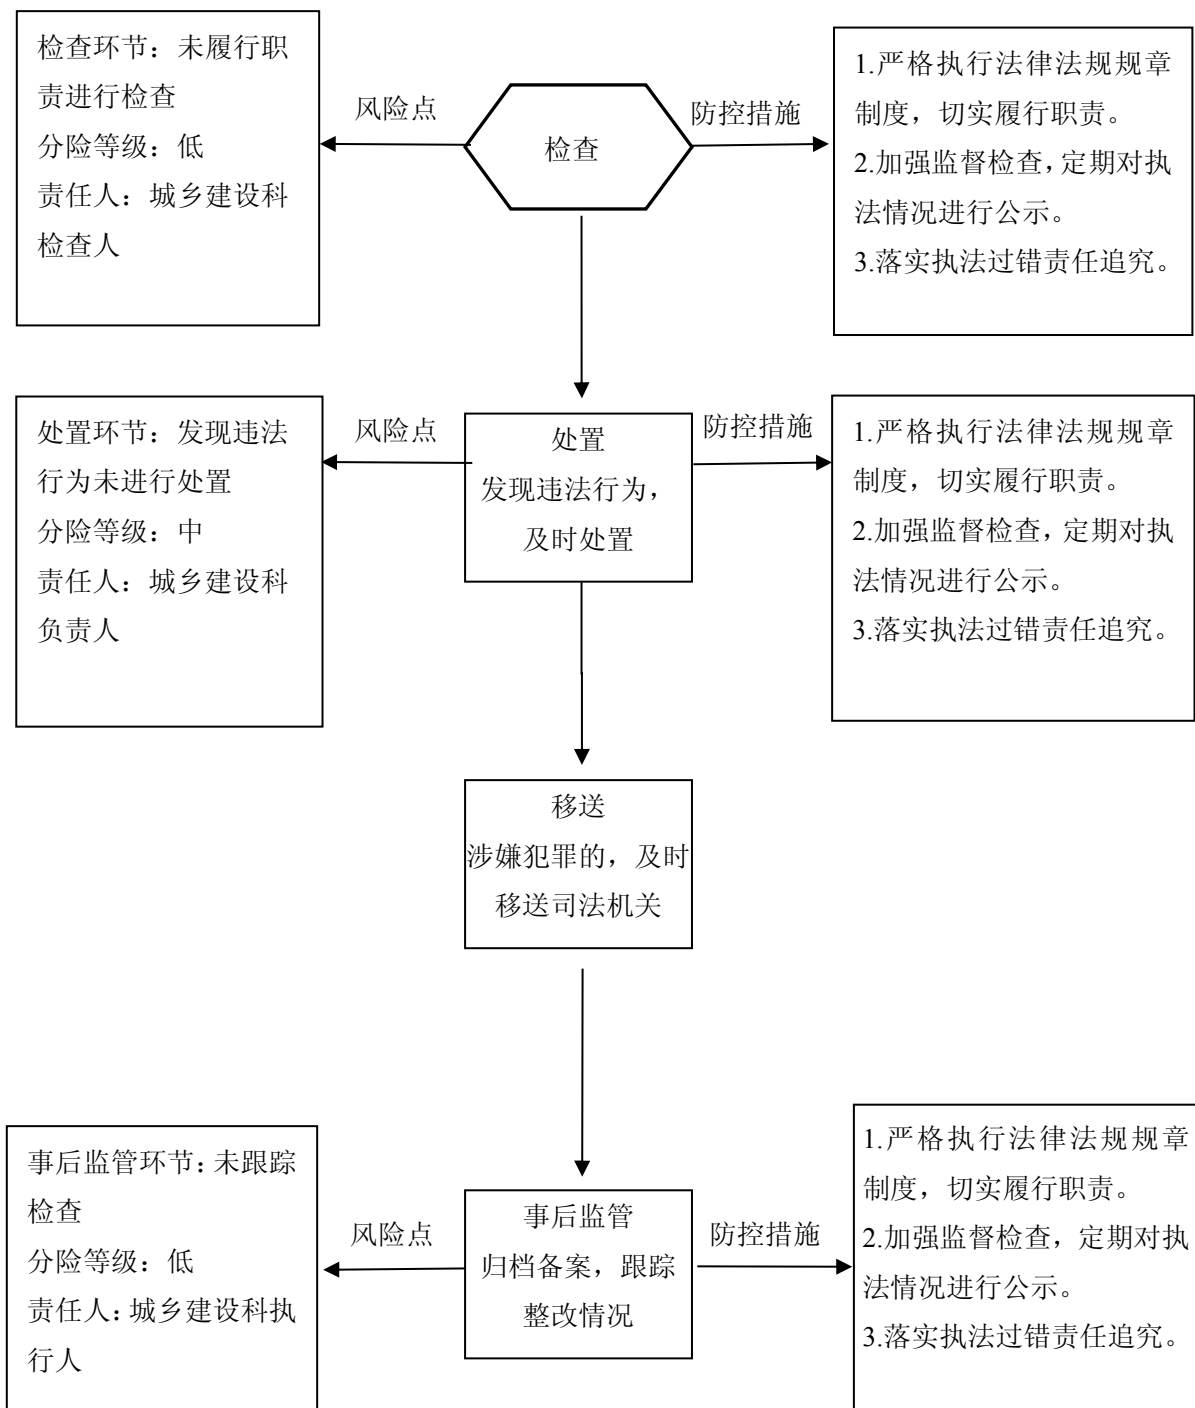 检查环节：未履行职
责进行检查
分险等级：低
责任人：城乡建设科
检查人
风险点
检查
防控措施
1.严格执行法律法规规章
制度，切实履行职责。
2.加强监督检查，定期对执
法情况进行公示。
3.落实执法过错责任追究。
处置环节：发现违法
行为未进行处置
分险等级：中
责任人：城乡建设科
负责人
风险点
处置
发现违法行为，
及时处置
防控措施
1.严格执行法律法规规章
制度，切实履行职责。
2.加强监督检查，定期对执
法情况进行公示。
3.落实执法过错责任追究。
移送
涉嫌犯罪的，及时
移送司法机关
事后监管环节：未跟踪
检查
分险等级：低
责任人：城乡建设科执
行人
风险点
事后监管
归档备案，跟踪
整改情况
防控措施
1.严格执行法律法规规章
制度，切实履行职责。
2.加强监督检查，定期对执
法情况进行公示。
3.落实执法过错责任追究。